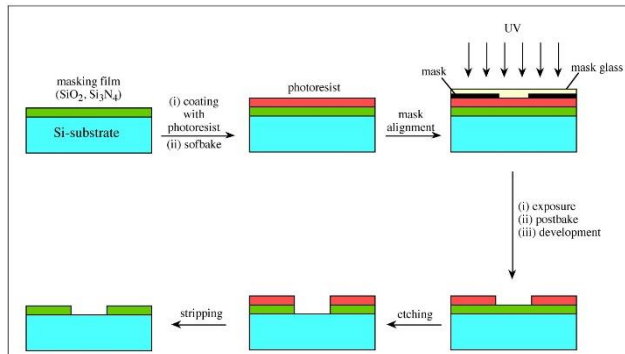 UV
masking film
(SiO2, Si3N4)
Si-substrate
(i) coating
with
photoresist
(ii) sofbake
photoresist
mask
alignment
mask
mask glass
(i) exposure
(ii) postbake
(iii) development
etching
stripping